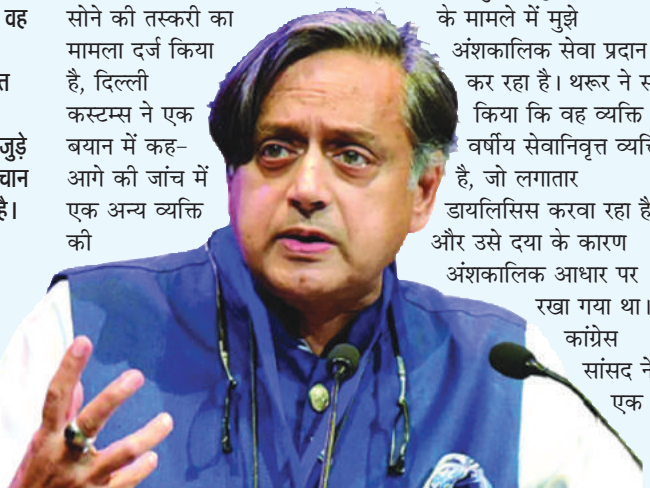 वह
त
जुड़े
चान
है।
सोने की तस्करी का
मामला दर्ज किया
है, दिल्ली
कस्टम्स ने एक
बयान में कह-
आगे की जांच में
एक अन्य व्यक्ति
की
के मामले में मुझे
अंशकालिक सेवा प्रदान
कर रहा है। थरूर ने स
किया कि वह व्यक्ति
वर्षीय सेवानिवृत्त व्यक्ति
है, जो लगातार
डायलिसिस करवा रहा है
और उसे दया के कारण
अंशकालिक आधार पर
रखा गया था।
कांग्रेस
सांसद ने
एक